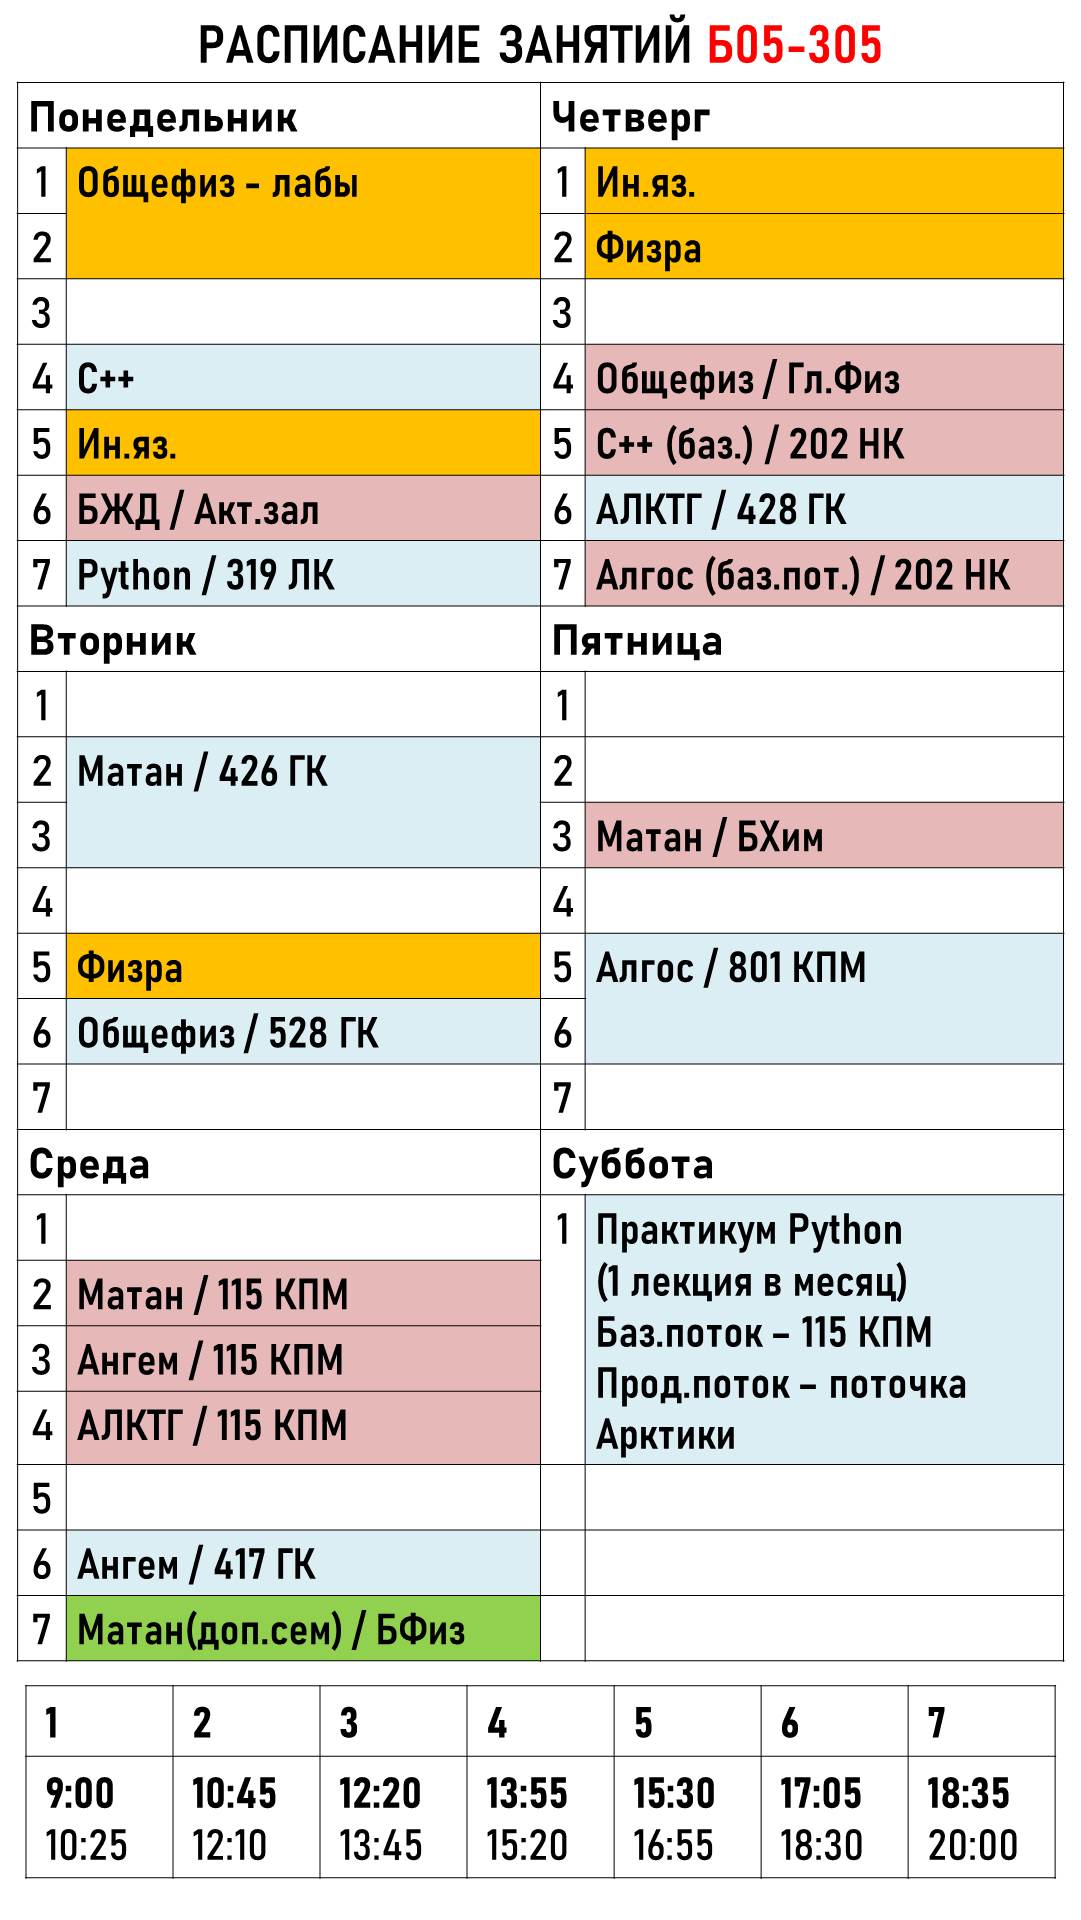 РАСПИСАНИЕ ЗАНЯТИЙ Б05-305
Понедельник
1 Общефиз - лабы
2
3
4 С++
5 Ин.яз.
6 БЖД / Акт.зал
7 Python / 319 ЛК
Четверг
1 Ин.яз.
2 Физра
3
4 Общефиз / Гл.Физ
5 С++ (баз.) / 202 НК
6 АЛКТГ / 428 ГК
7 Алгос (баз.пот.) / 202 НК
Вторник
1
2 Матан / 426 ГК
3
4
5 Физра
6 Общефиз / 528 ГК
7
Пятница
1
2
3 Матан / БХим
4
5 Алгос / 801 КПМ
6
7
Среда
1
2 Матан / 115 КПМ
3 Ангем / 115 КПМ
4 АЛКТГ / 115 КПМ
5
6 Ангем / 417 ГК
7 Матан(доп.сем) / БФиз
Суббота
1 Практикум Python
(1 лекция в месяц)
Баз.поток – 115 КПМ
Прод.поток – поточка
Арктики
1 2 3 4 5 6 7
9:00 10:45 12:20 13:55 15:30 17:05 18:35
10:25 12:10 13:45 15:20 16:55 18:30 20:00